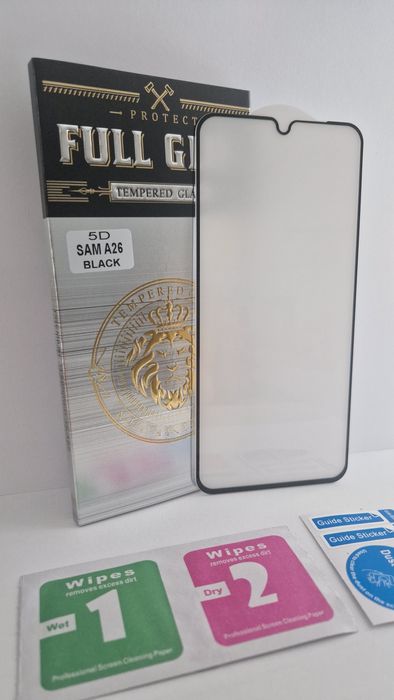 PROTECT
FULL G
TEMPERED GLA
5D
SAM A26
BLACK
TEMPERED
Wipes
removes excess dirt
Wet
1
Professional Screen Cleaning Paper
Wipes
removes excess dirt
Dry
2
Professional Screen Cleaning Paper
Guide Sticker
Guide Sticker